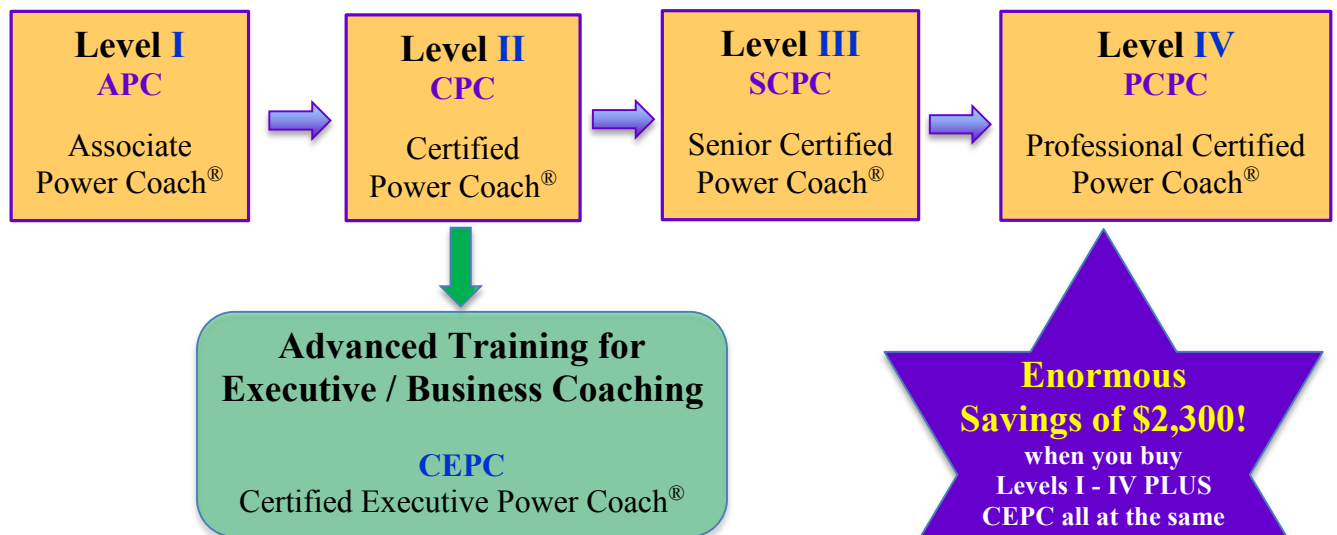 Level I
APC
Associate
Power Coach®
Level II
CPC
Certified
Power Coach®
Level III
SCPC
Senior Certified
Power Coach®
Level IV
PCPC
Professional Certified
Power Coach®
Advanced Training for
Executive / Business Coaching
CEPC
Certified Executive Power Coach®
Enormous
Savings of $2,300!
when you buy
Levels I - IV PLUS
CEPC all at the same